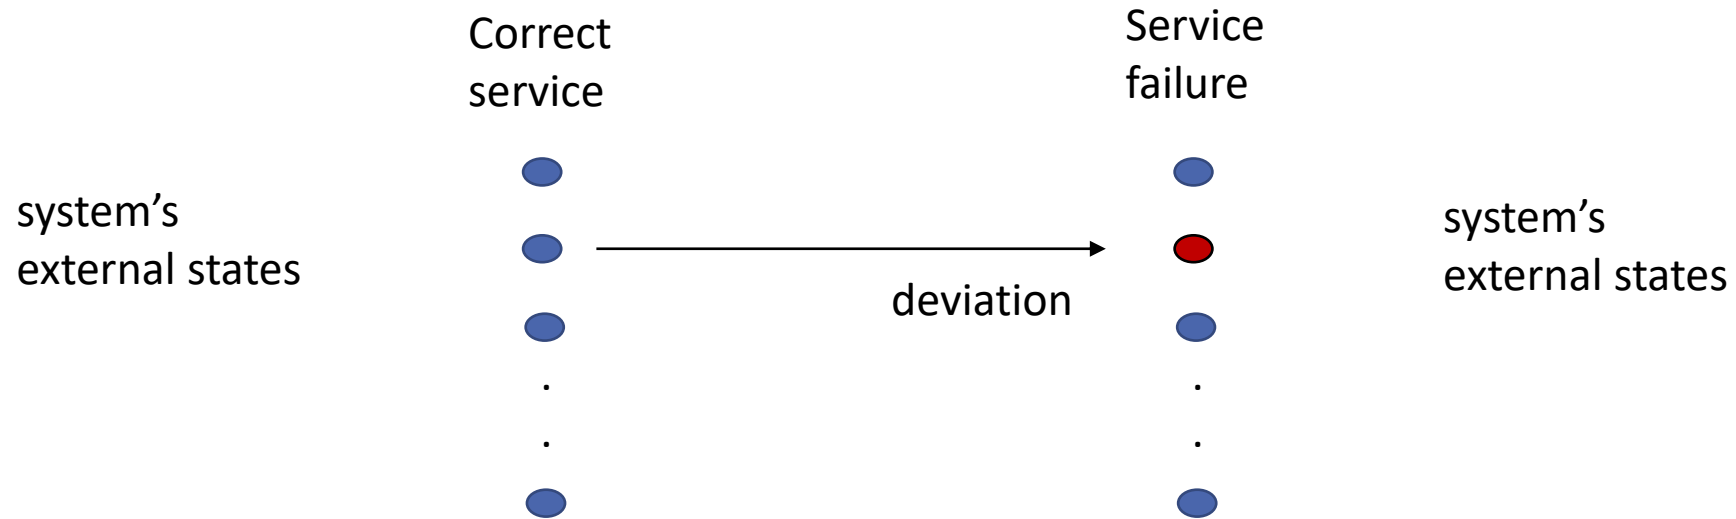 Correct
service
Service
failure
system’s
external states
deviation
system’s
external states